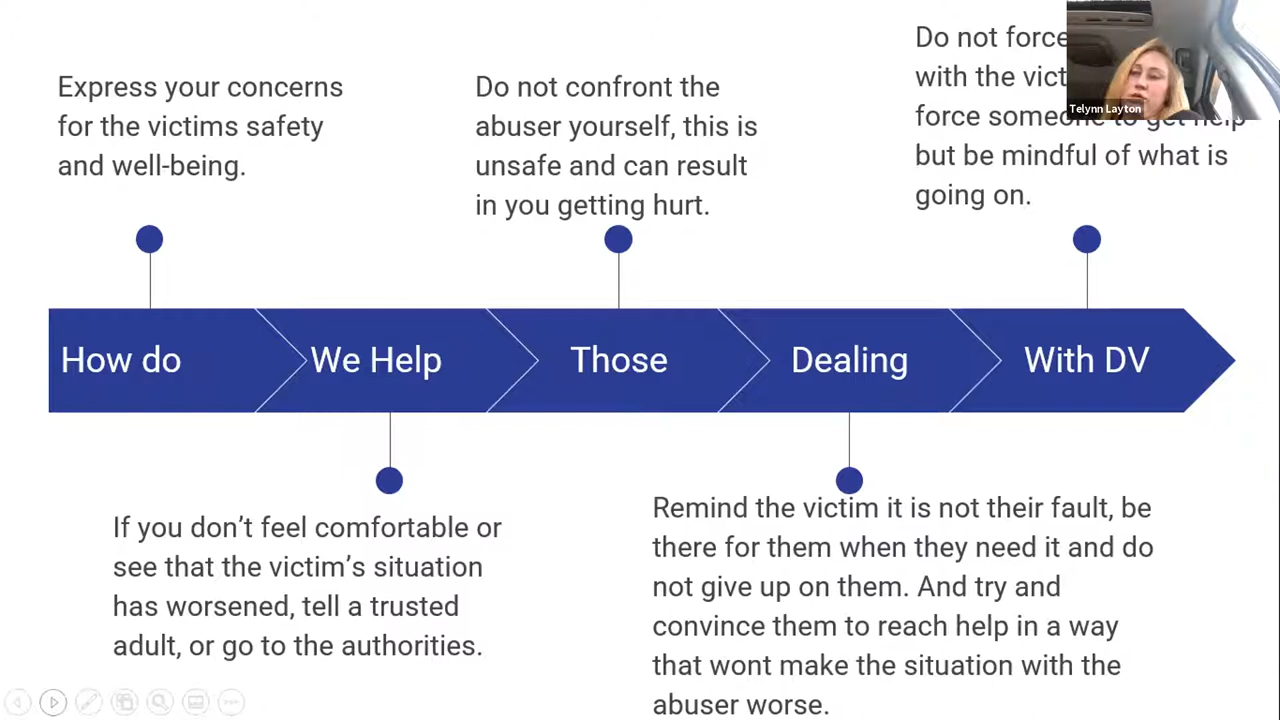 Express your concerns
for the victims safety
and well-being.
Do not confront the
abuser yourself, this is
unsafe and can result
in you getting hurt.
Do not force
with the
force someone to get help
but be mindful of what is
going on.
Telynn Layton
How do
We Help
Those
Dealing
With DV
If you don’t feel comfortable or
see that the victim’s situation
has worsened, tell a trusted
adult, or go to the authorities.
Remind the victim it is not their fault, be
there for them when they need it and do
not give up on them. And try and
convince them to reach help in a way
that wont make the situation with the
abuser worse.